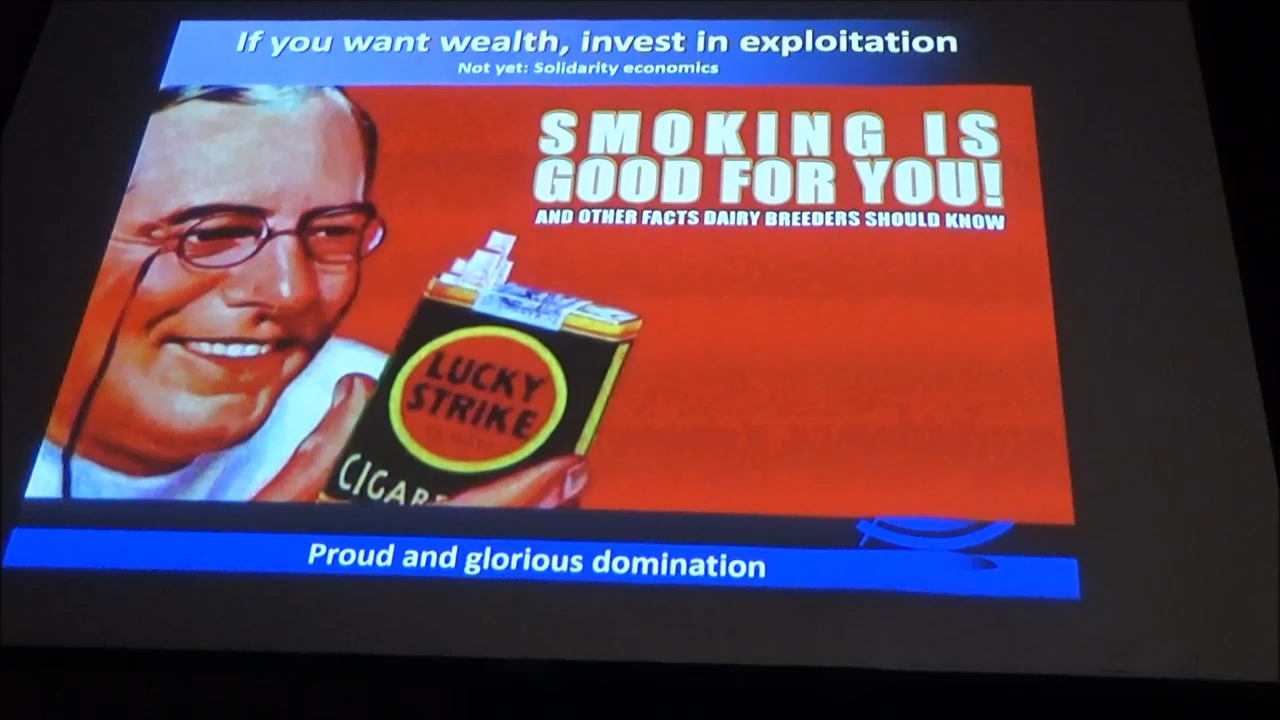 If you want wealth, invest in exploitation
Not yet: Solidarity economics
SMOKING IS
GOOD FOR YOU!
AND OTHER FACTS DAIRY BREEDERS SHOULD KNOW
LUCKY
STRIKE
CIGAR
Proud and glorious domination